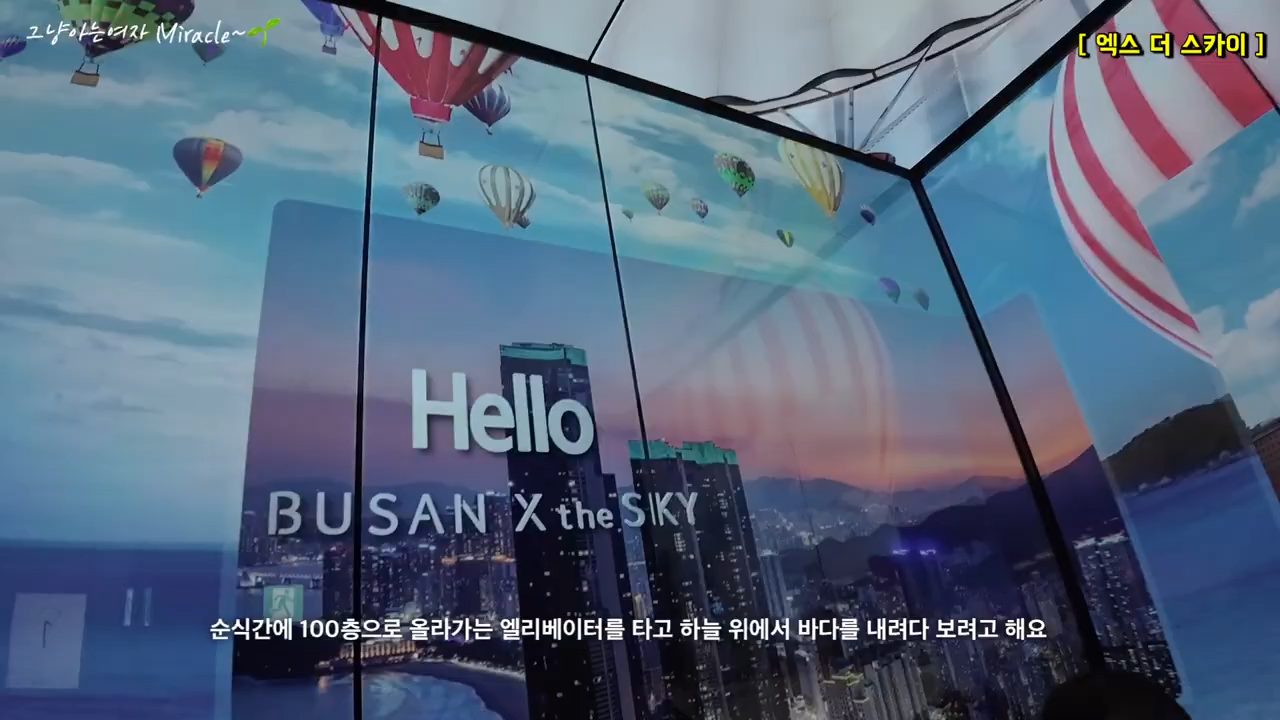 그냥아는여자 Miracle~
[ 엑스 더 스카이 ]
Hello
BUSAN X the SKY
순식간에 100층으로 올라가는 엘리베이터를 타고 하늘 위에서 바다를 내려다 보려고 해요